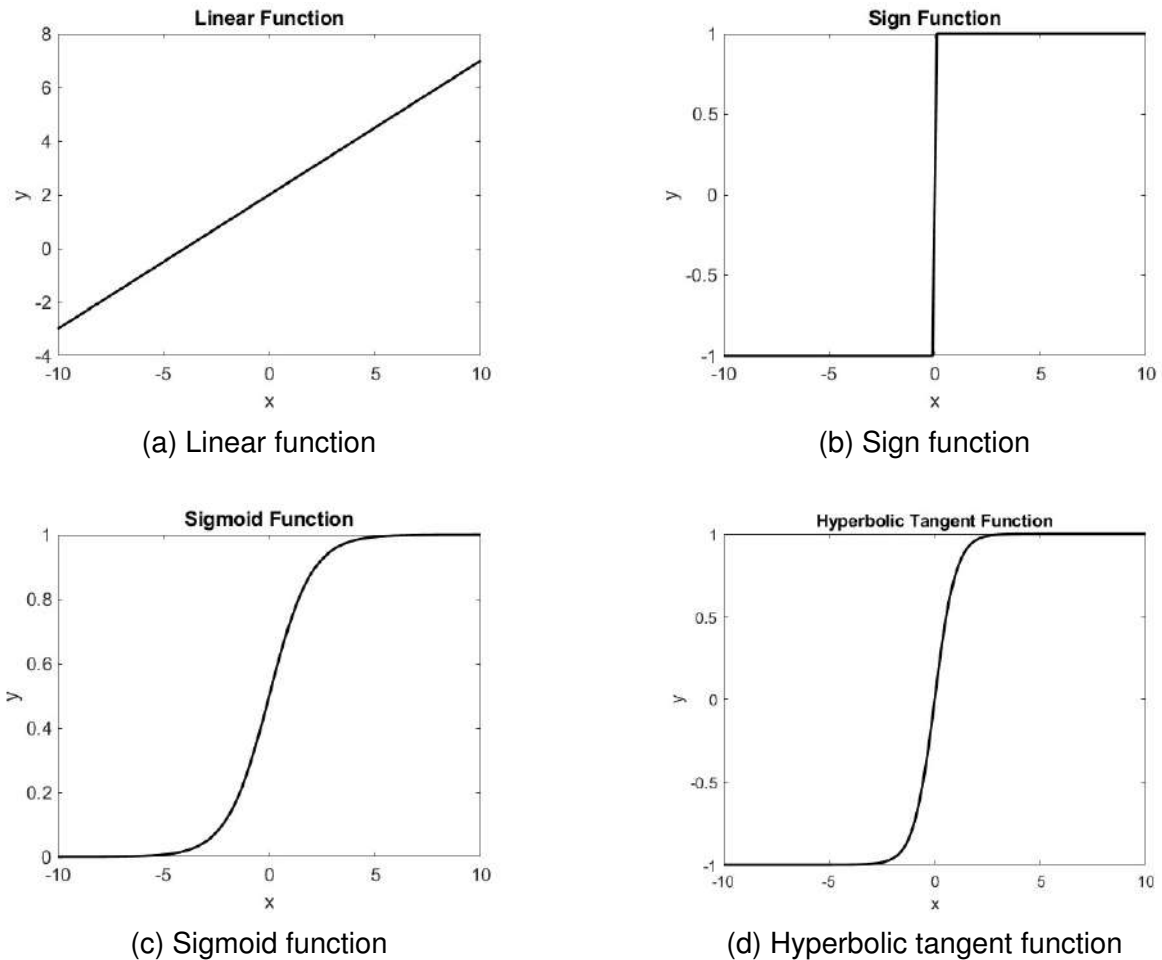 Linear Function
8
6
4
2
0
-2
-4
-10
-5
0
5
10
y
x
(a) Linear function
Sign Function
1
0.5
0
-0.5
-1
-10
-5
0
5
10
y
x
(b) Sign function
Sigmoid Function
1
0.8
0.6
0.4
0.2
0
-10
-5
0
5
10
y
x
(c) Sigmoid function
Hyperbolic Tangent Function
1
0.5
0
-0.5
-1
-10
-5
0
5
10
y
x
(d) Hyperbolic tangent function